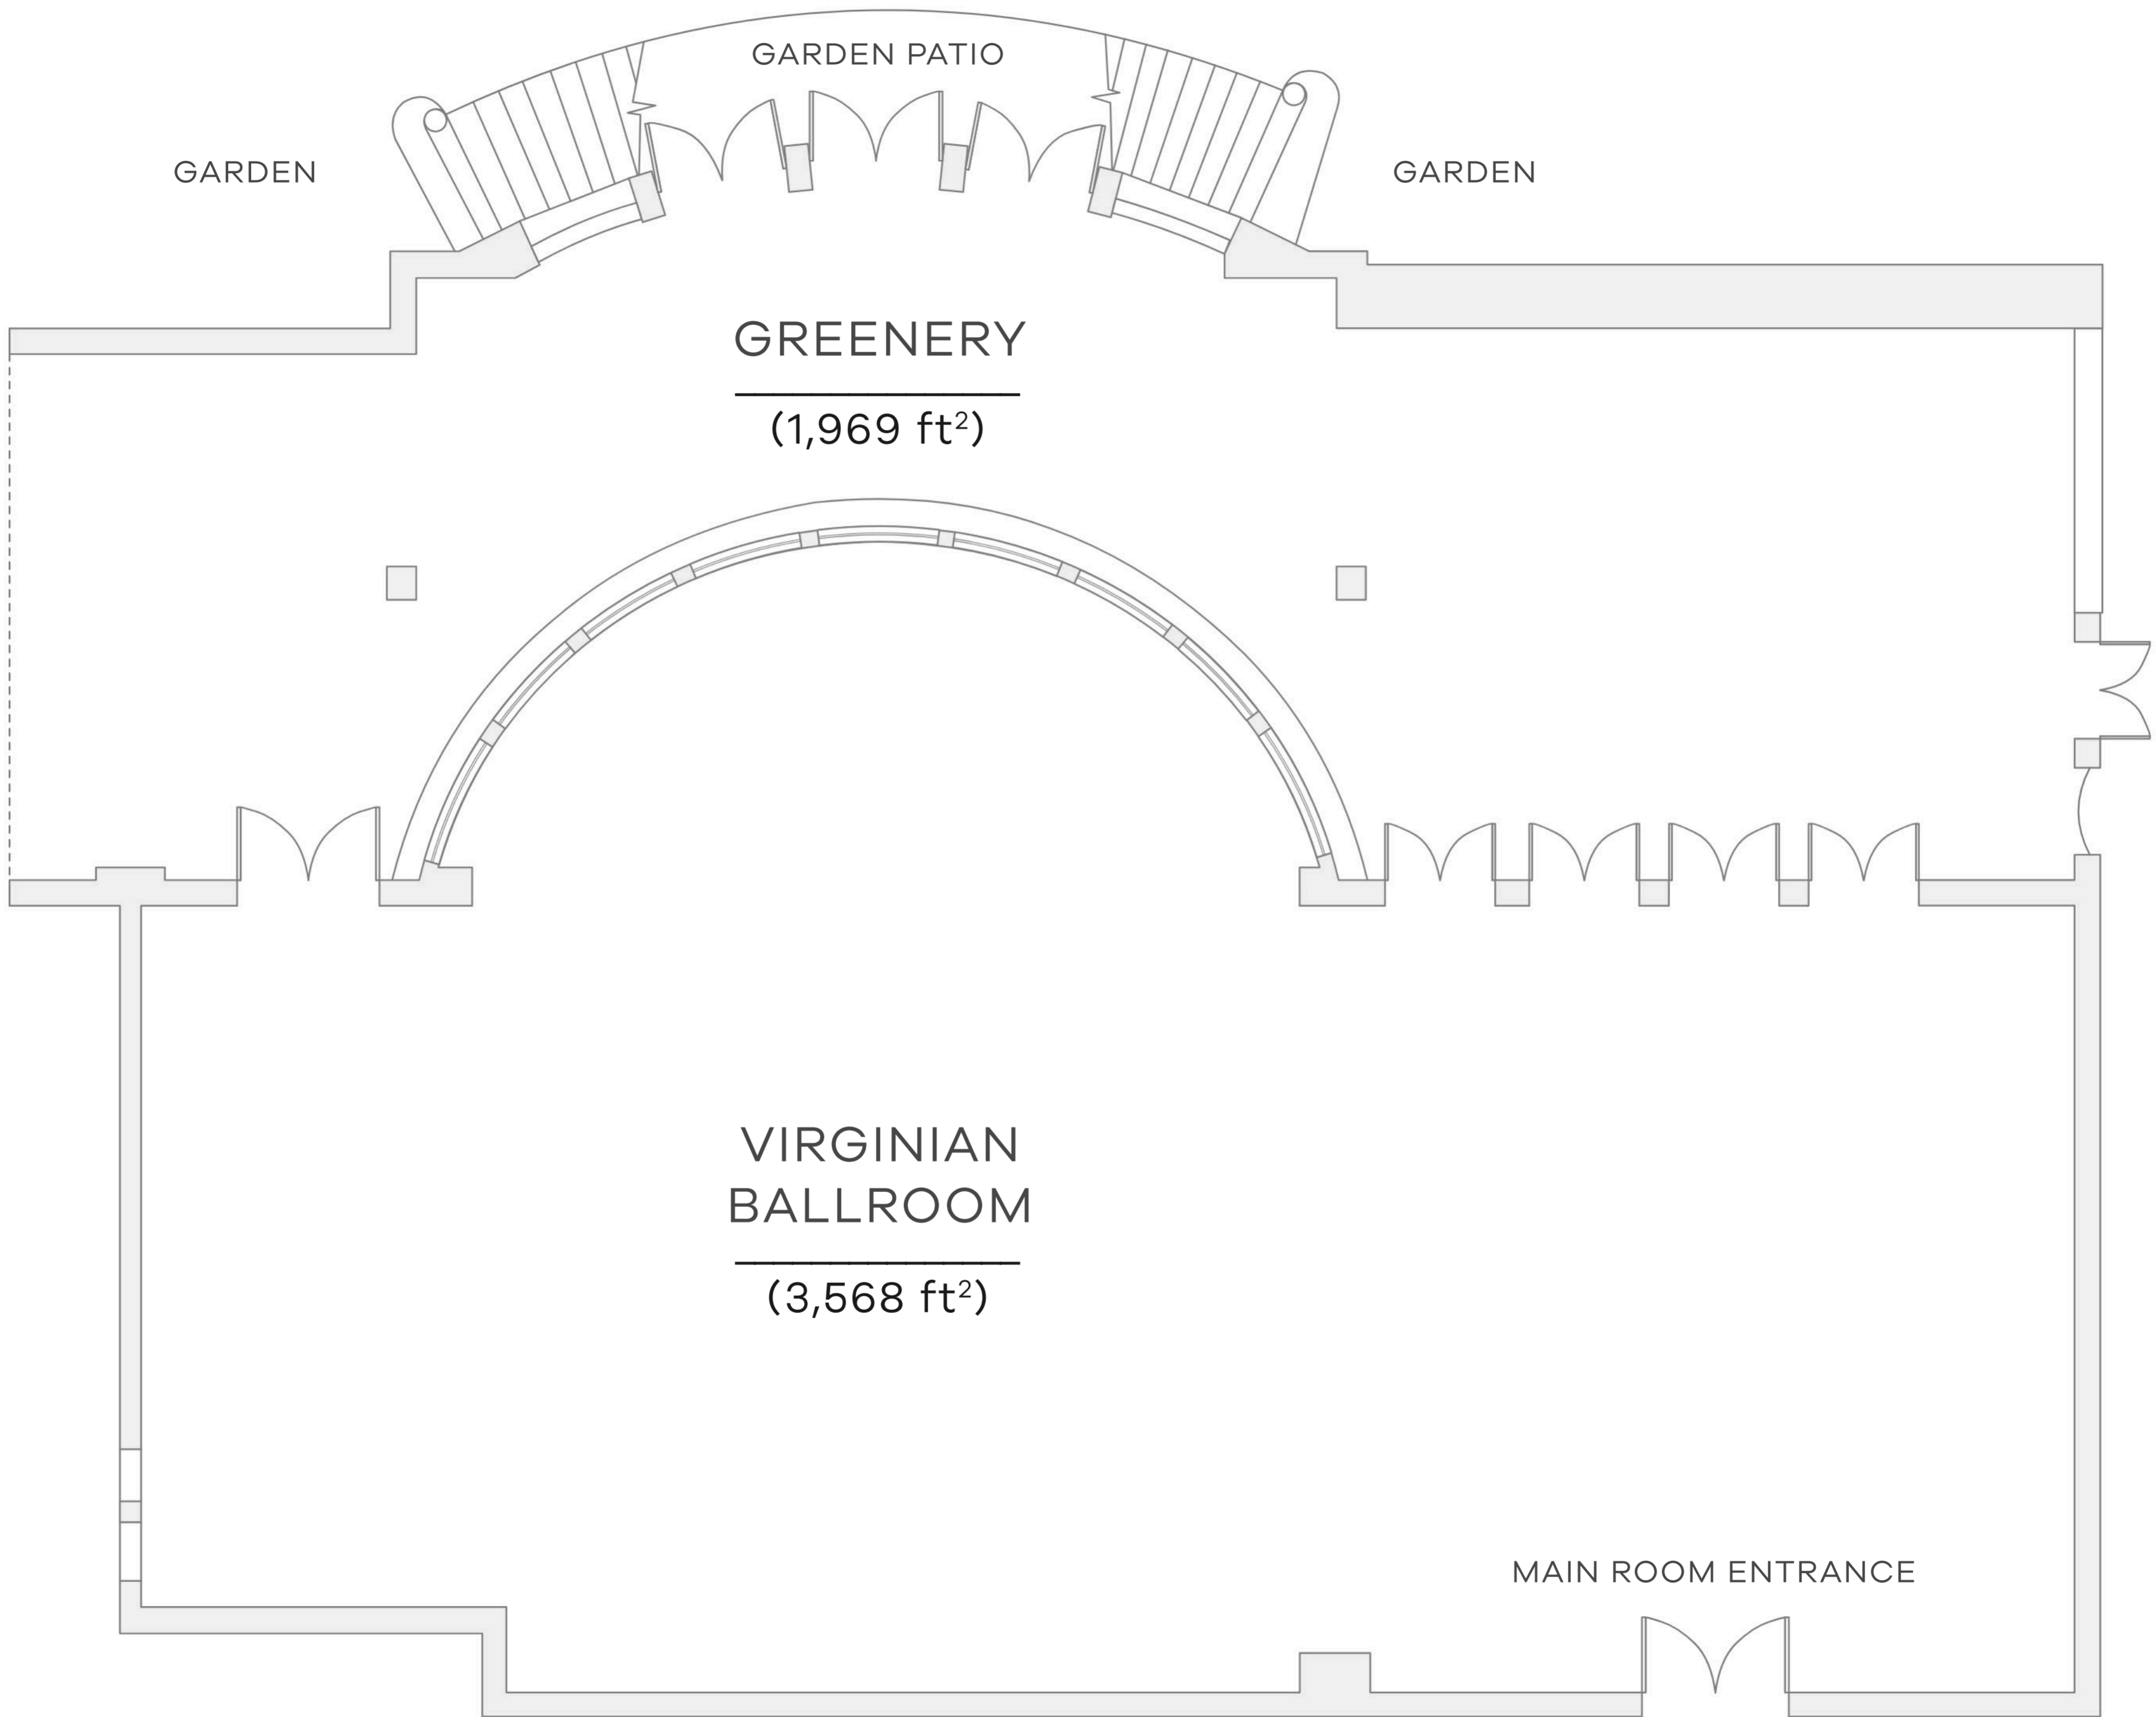 GARDEN PATIO
GARDEN
GARDEN
GREENERY
(1,969 ft²)
VIRGINIAN
BALLROOM
(3,568 ft²)
MAIN ROOM ENTRANCE